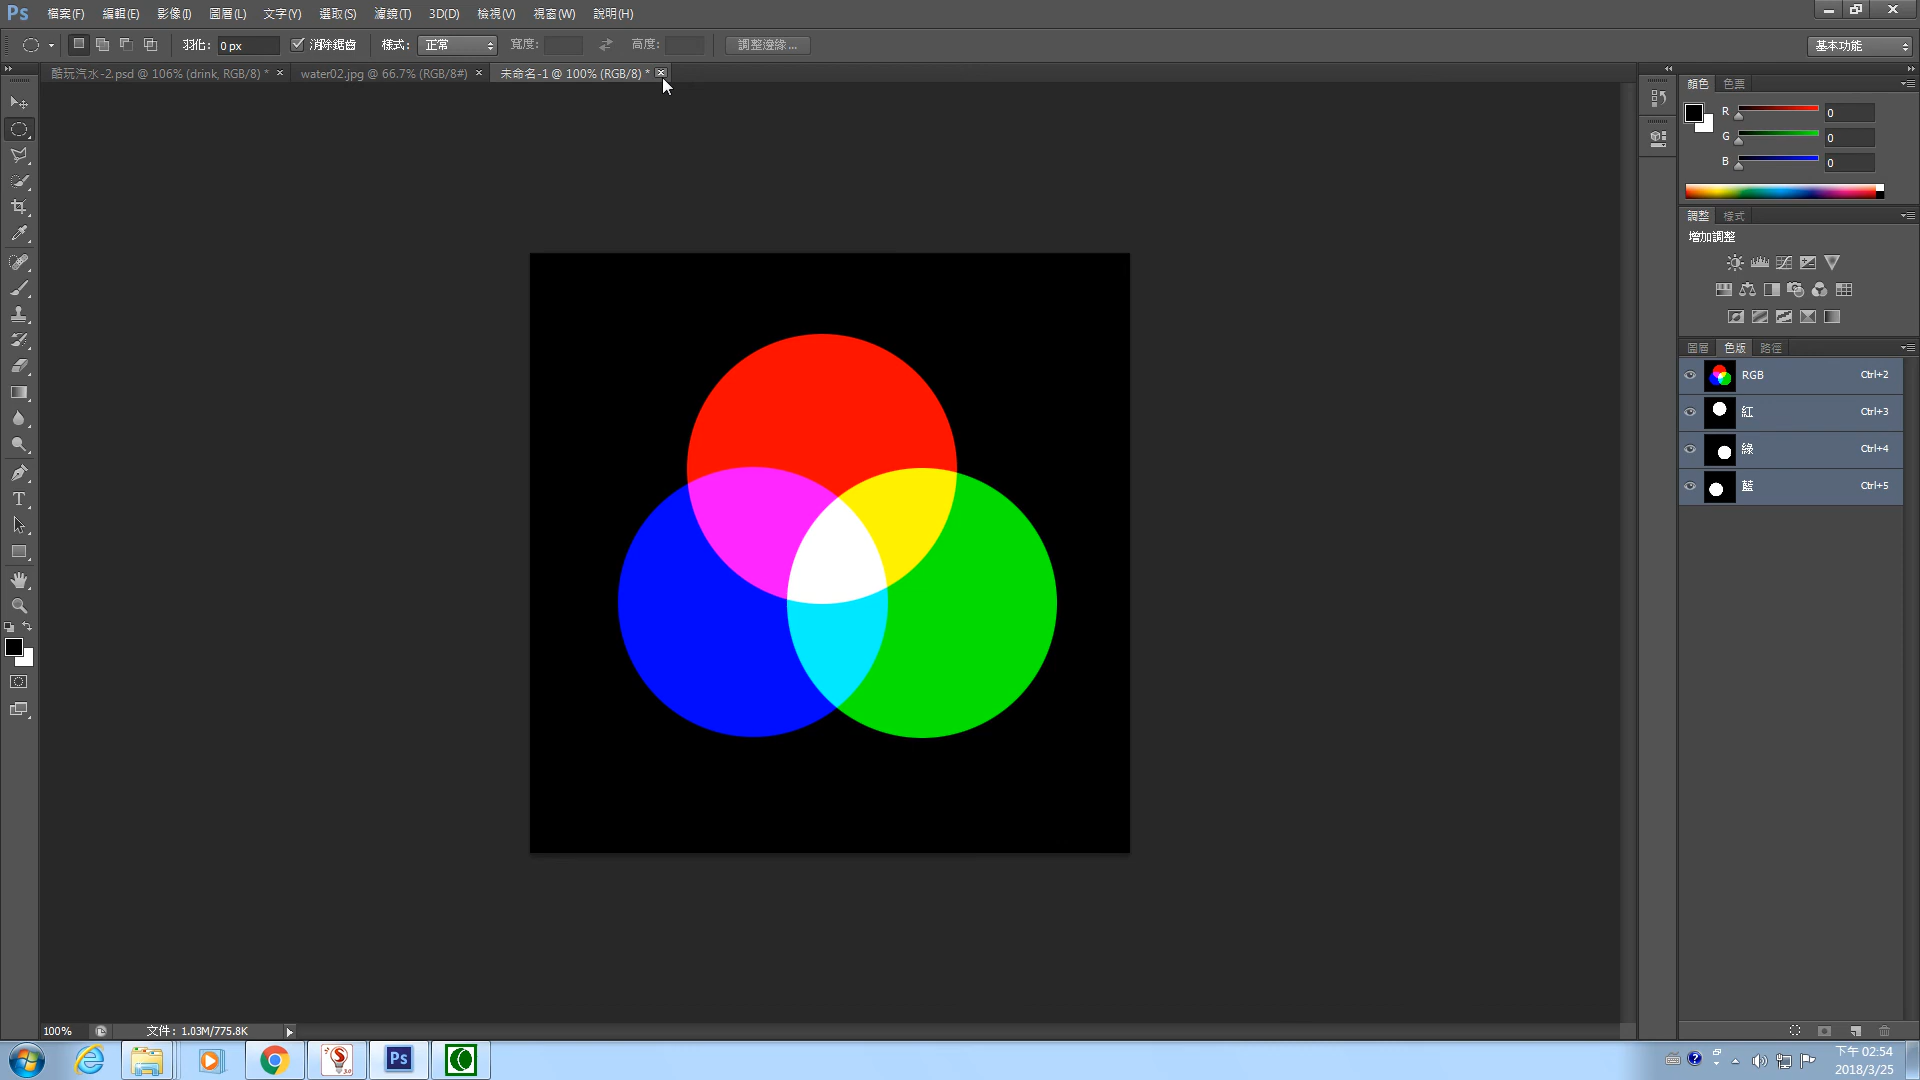 Ps 檔案(F) 編輯(E) 影像(I) 圖層(L) 文字(Y) 選取(S) 濾鏡(T) 3D(D) 檢視(V) 視窗(W) 說明(H)
羽化: 0 px 消除鋸齒 樣式: 正常 寬度: 高度: 調整邊緣... 基本功能
酷玩汽水-2.psd @ 106% (drink, RGB/8) * × water02.jpg @ 66.7% (RGB/8#) × 未命名-1 @ 100% (RGB/8) * ×
顏色 色票
R 0
G 0
B 0
調整 樣式
增加調整
圖層 色版 路徑
RGB Ctrl+2
紅 Ctrl+3
綠 Ctrl+4
藍 Ctrl+5
T
100% 文件: 1.03M/775.8K
Ps
下午 02:54
2018/3/25